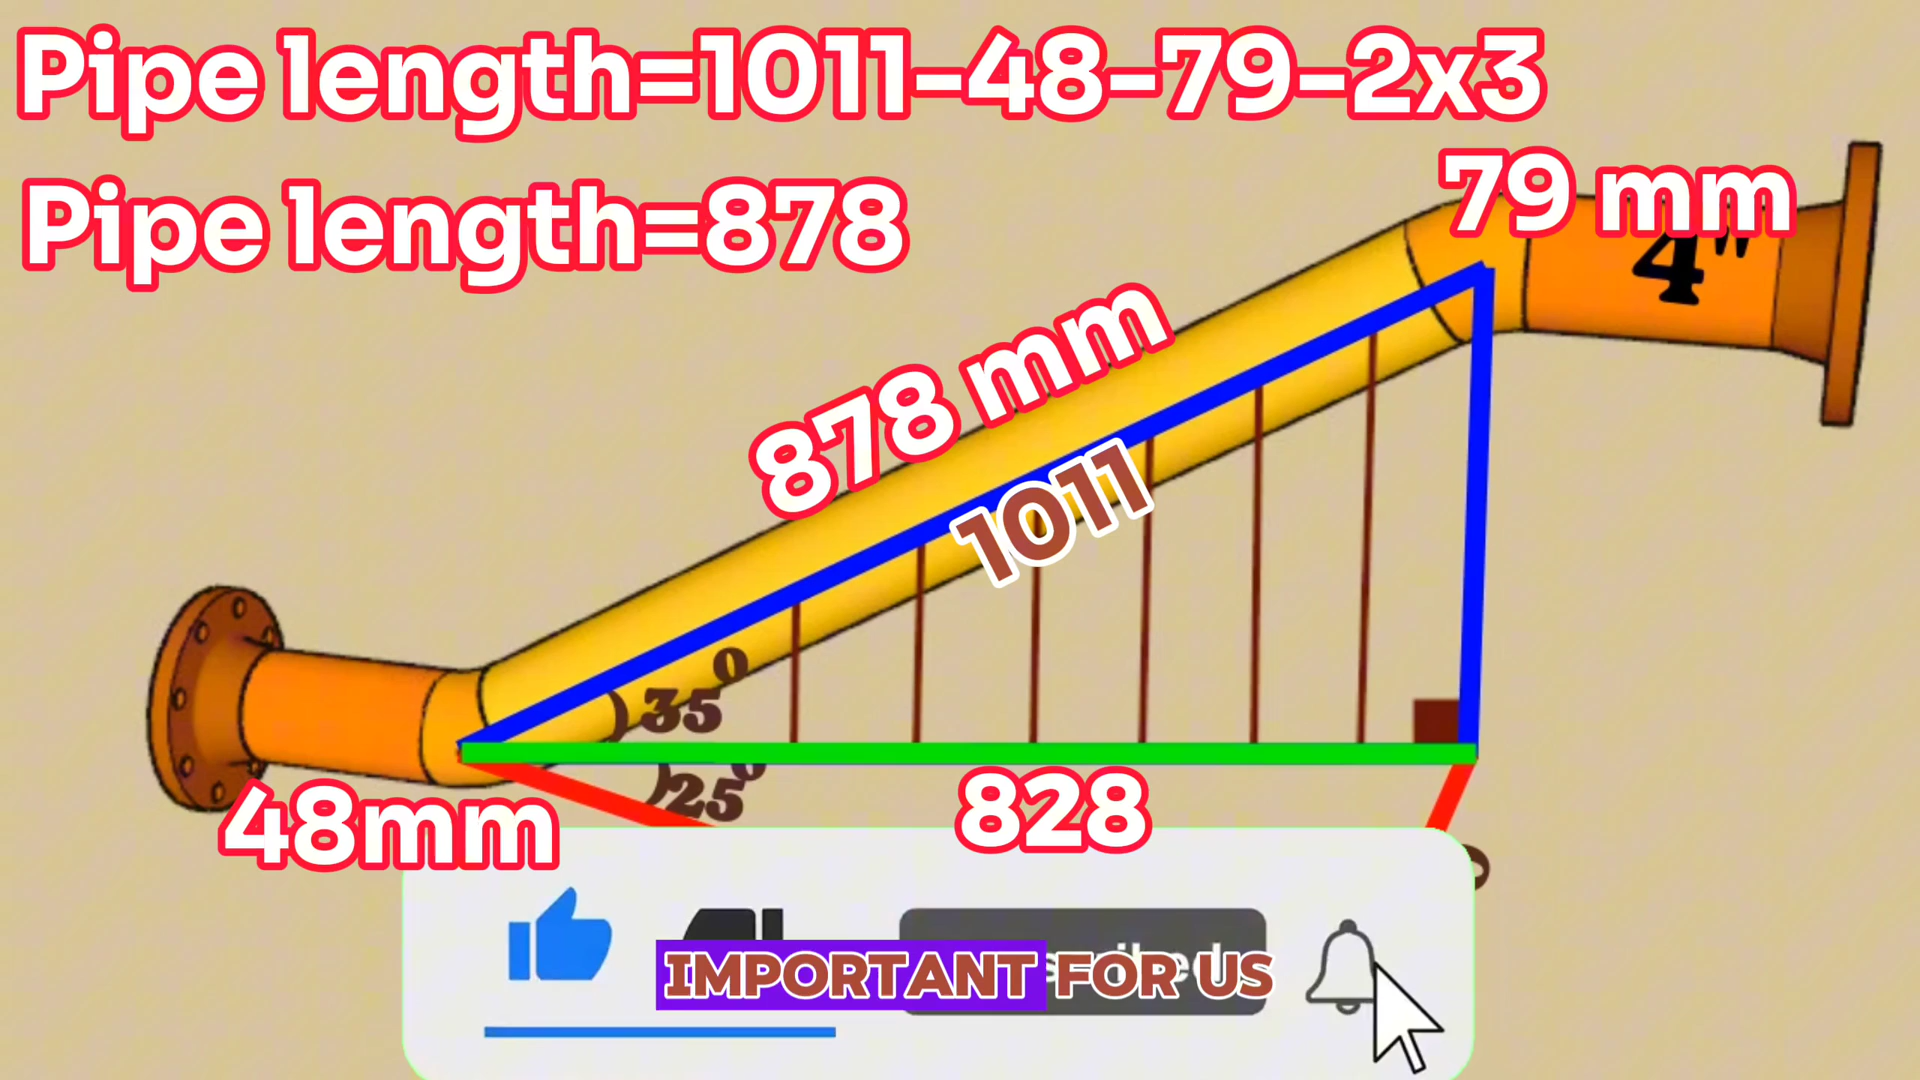 Pipe length=1011-48-79-2x3
79 mm
Pipe length=878
4"
878 mm
1011
35°
25°
828
48mm
IMPORTANT FOR US